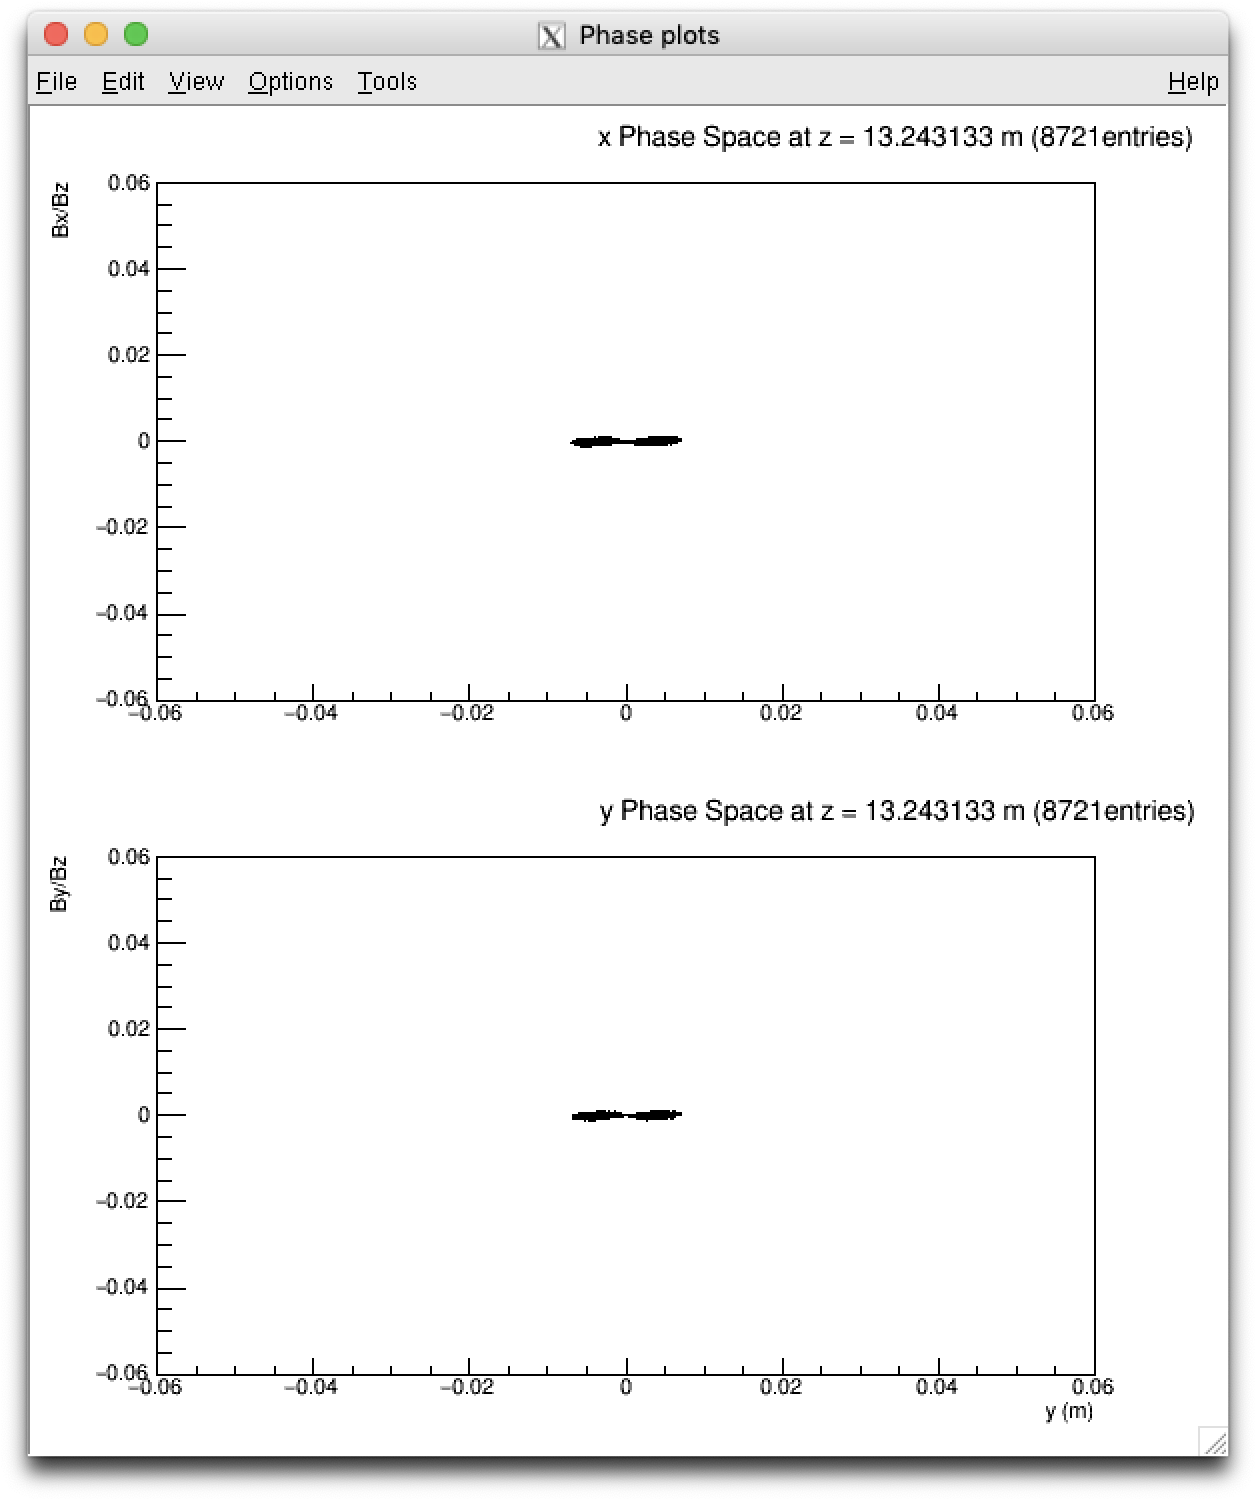 Phase plots
File Edit View Options Tools Help
x Phase Space at z = 13.243133 m (8721entries)
Bx/Bz
0.06
0.04
0.02
0
−0.02
−0.04
−0.06
−0.06 −0.04 −0.02 0 0.02 0.04 0.06
y Phase Space at z = 13.243133 m (8721entries)
By/Bz
0.06
0.04
0.02
0
−0.02
−0.04
−0.06
−0.06 −0.04 −0.02 0 0.02 0.04 0.06
y (m)